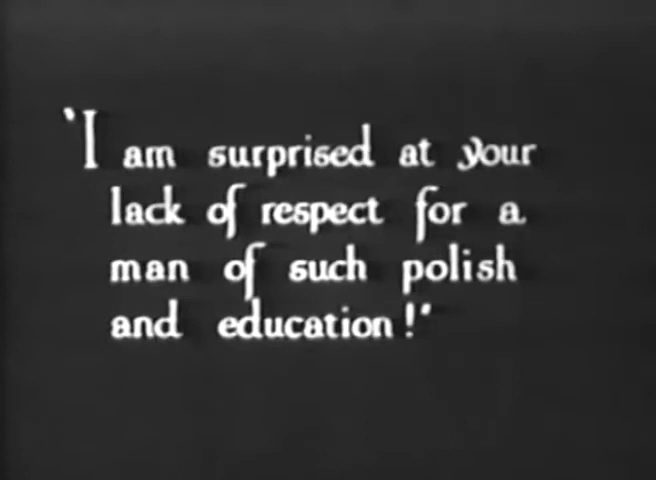 'I am surprised at your
lack of respect for a
man of such polish
and education!'